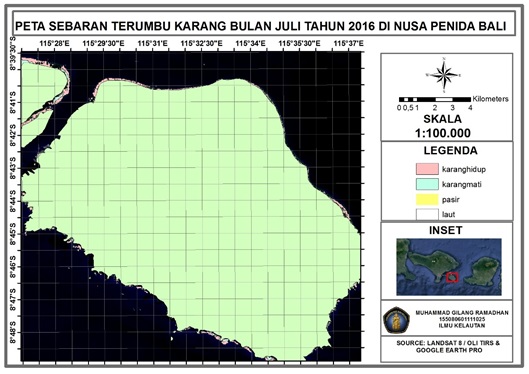 PETA SEBARAN TERUMBU KARANG BULAN JULI TAHUN 2016 DI NUSA PENIDA BALI
115°28'E 115°29'30"E 115°31'E 115°32'30"E 115°34'E 115°35'30"E 115°37'E
8°39'30"S
8°41'S
8°42'S
8°43'S
8°44'S
8°45'S
8°46'S
8°47'S
8°48'S
Kilometers
0 0,5 1 2 3 4
SKALA
1:100.000
LEGENDA
karanghidup
karangmati
pasir
laut
INSET
MUHAMMAD GILANG RAMADHAN
155080601111025
ILMU KELAUTAN
SOURCE: LANDSAT 8 / OLI TIRS &
GOOGLE EARTH PRO